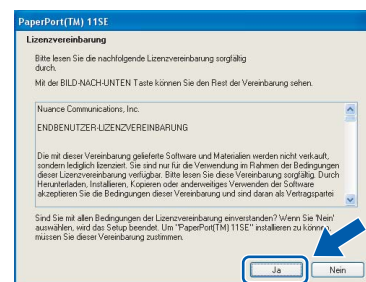 PaperPort(TM) 11SE
Lizenzvereinbarung
Bitte lesen Sie die nachfolgende Lizenzvereinbarung sorgfältig
durch.
Mit der BILD-NACH-UNTEN Taste können Sie den Rest der Vereinbarung sehen.
Nuance Communications, Inc.
ENDBENUTZER-LIZENZVEREINBARUNG
Die mit dieser Vereinbarung gelieferte Software und Materialien werden nicht verkauft,
sondern lediglich lizenziert. Sie sind nur für die Verwendung im Rahmen der Bedingungen
dieser Lizenzvereinbarung verfügbar. Bitte lesen Sie diese Vereinbarung sorgfältig. Durch
Herunterladen, Installieren, Kopieren oder anderweitiges Verwenden der Software
akzeptieren Sie die Bedingungen dieser Vereinbarung und sind daran als Vertragspartei
Sind Sie mit allen Bedingungen der Lizenzvereinbarung einverstanden? Wenn Sie 'Nein'
auswählen, wird das Setup beendet. Um "PaperPort(TM) 11SE" installieren zu können,
müssen Sie dieser Vereinbarung zustimmen.
Ja
Nein